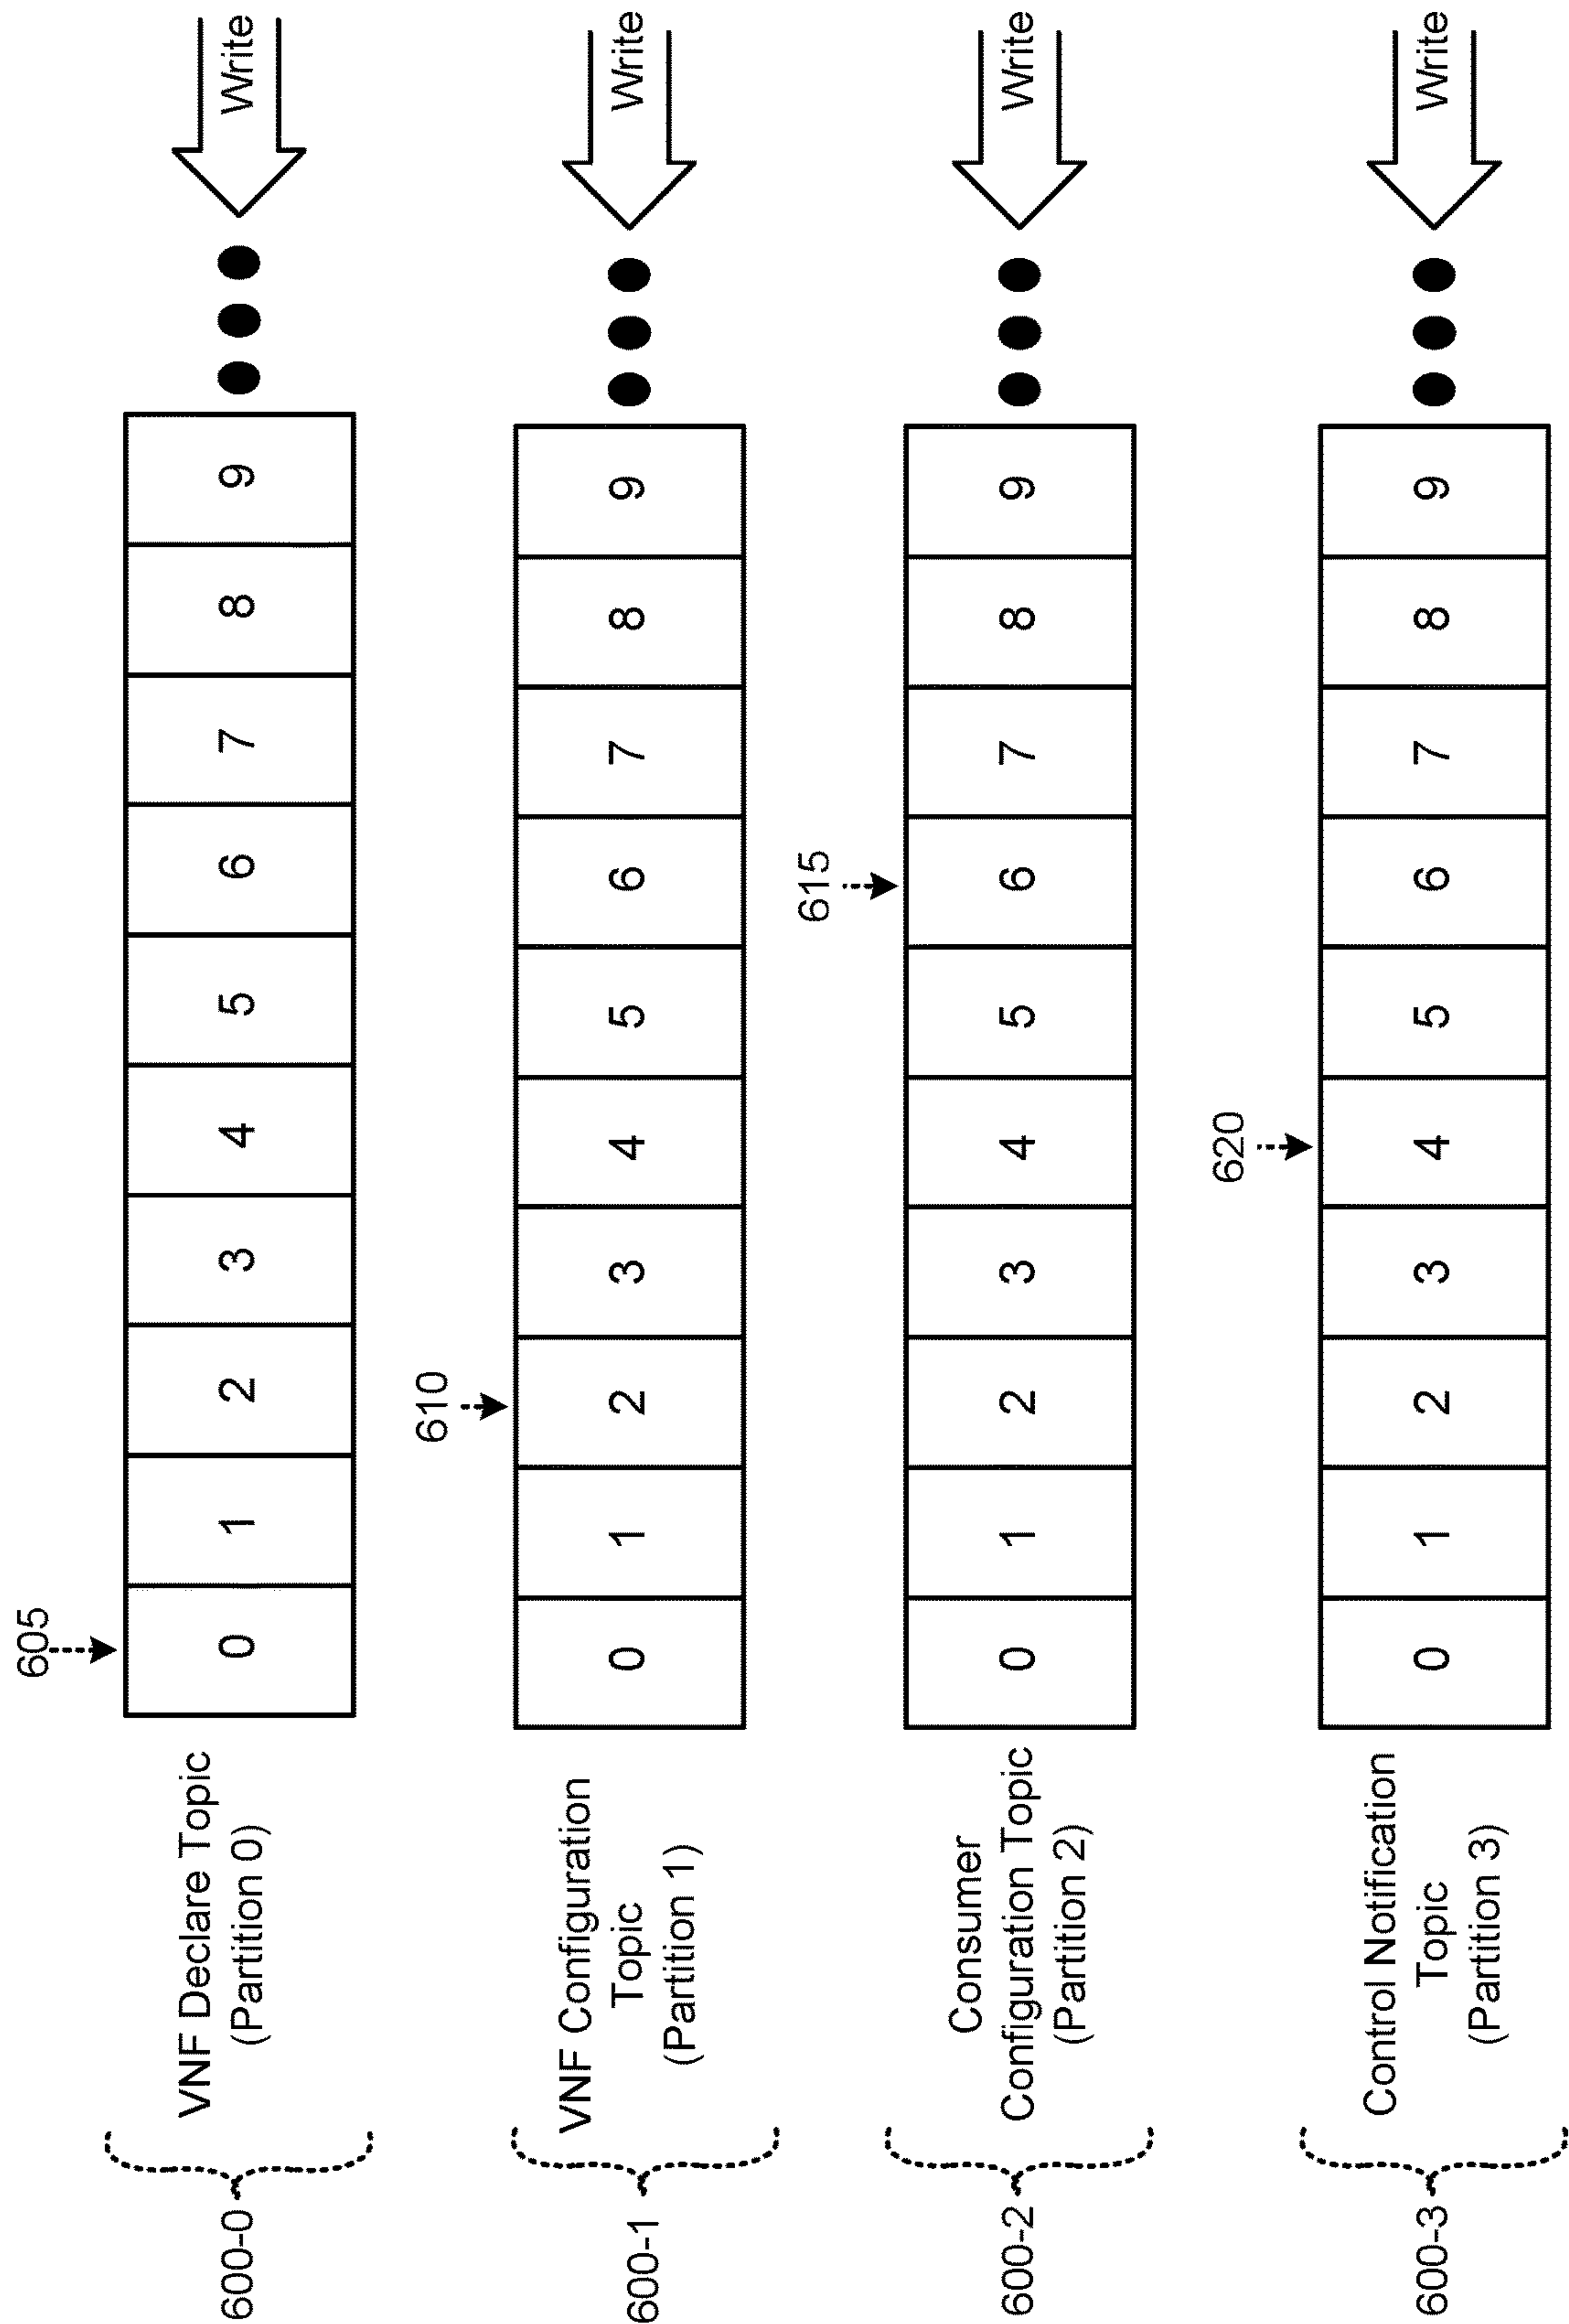 605
600-0
VNF Declare Topic
(Partition 0)
0 1 2 3 4 5 6 7 8 9
Write
610
600-1
VNF Configuration
Topic
(Partition 1)
0 1 2 3 4 5 6 7 8 9
Write
615
600-2
Consumer
Configuration Topic
(Partition 2)
0 1 2 3 4 5 6 7 8 9
Write
620
600-3
Control Notification
Topic
(Partition 3)
0 1 2 3 4 5 6 7 8 9
Write